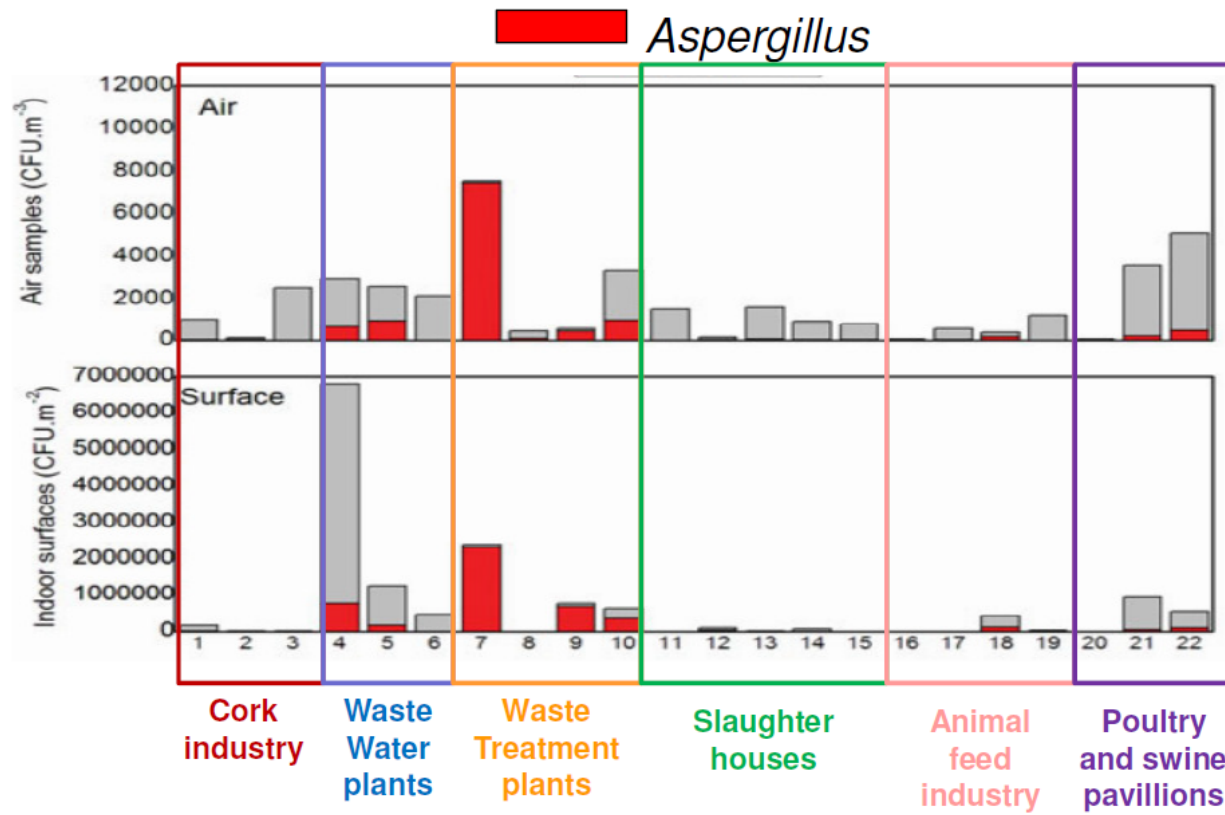 Aspergillus
Air samples (CFU.m-3)
12000
10000
8000
6000
4000
2000
0
Air
Indoor surfaces (CFU.m-2)
7000000
6000000
5000000
4000000
3000000
2000000
1000000
0
Surface
1 2 3 4 5 6 7 8 9 10 11 12 13 14 15 16 17 18 19 20 21 22
Cork
industry
Waste
Water
plants
Waste
Treatment
plants
Slaughter
houses
Animal
feed
industry
Poultry
and swine
pavillions